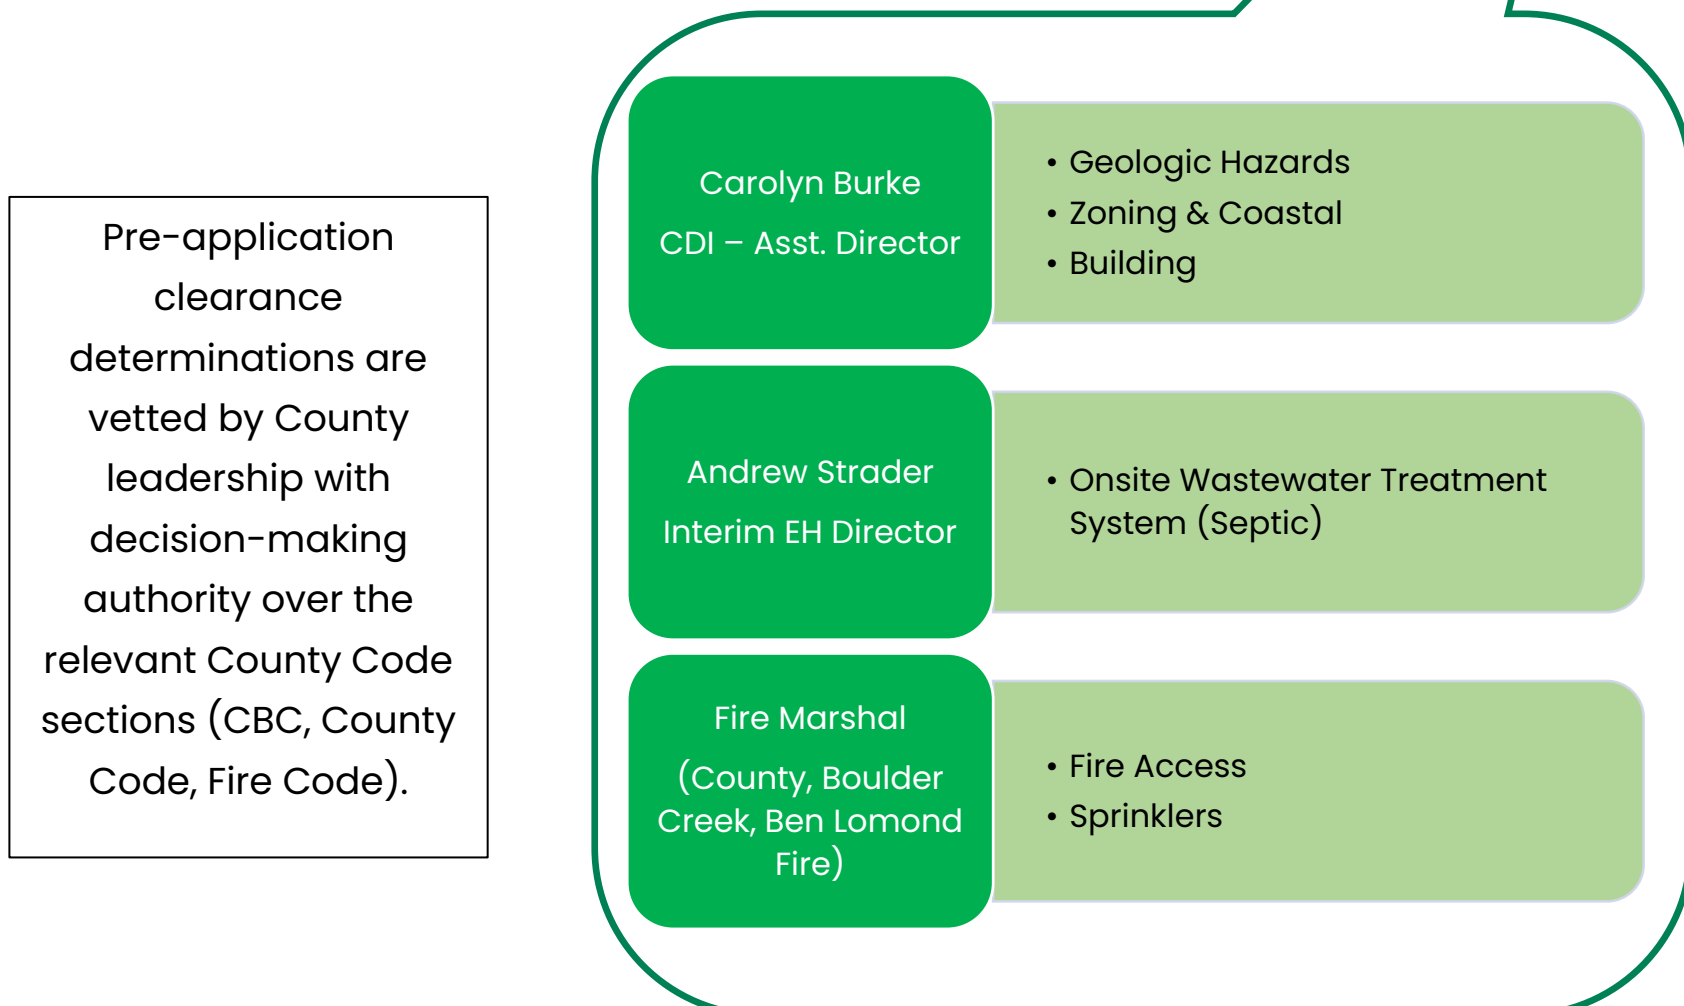 Pre-application
clearance
determinations are
vetted by County
leadership with
decision-making
authority over the
relevant County Code
sections (CBC, County
Code, Fire Code).
Carolyn Burke
CDI – Asst. Director
• Geologic Hazards
• Zoning & Coastal
• Building
Andrew Strader
Interim EH Director
• Onsite Wastewater Treatment
System (Septic)
Fire Marshal
(County, Boulder
Creek, Ben Lomond
Fire)
• Fire Access
• Sprinklers